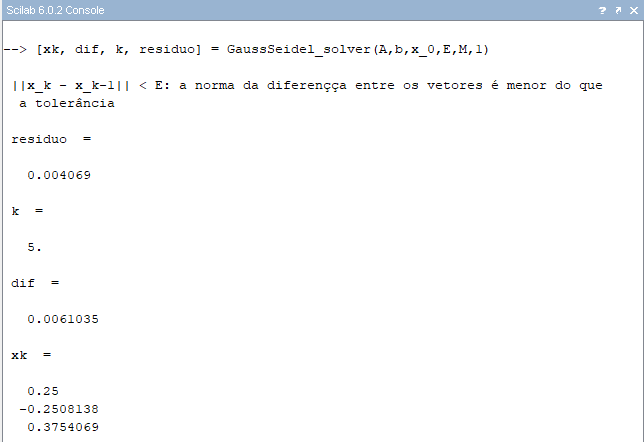 Scilab 6.0.2 Console
--> [xk, dif, k, residuo] = GaussSeidel_solver(A,b,x_0,E,M,1)
||x_k - x_k-1|| < E: a norma da diferençça entre os vetores é menor do que
a tolerância
residuo  =
0.004069
k  =
5.
dif  =
0.0061035
xk  =
0.25
-0.2508138
0.3754069